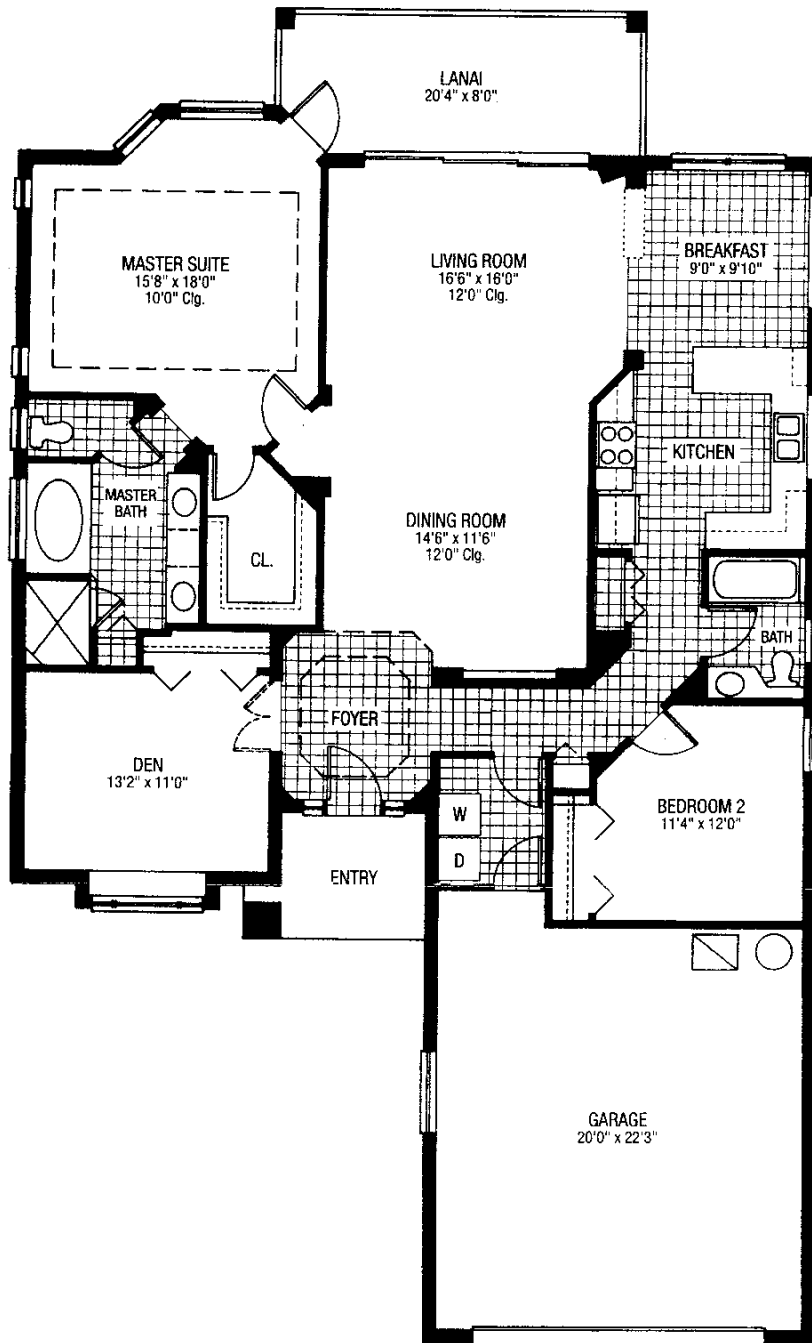 LANAI
20'4" x 8'0"
MASTER SUITE
15'8" x 18'0"
10'0" Clg.
LIVING ROOM
16'6" x 16'0"
12'0" Clg.
BREAKFAST
9'0" x 9'10"
KITCHEN
MASTER
BATH
CL.
DINING ROOM
14'6" x 11'6"
12'0" Clg.
BATH
FOYER
DEN
13'2" x 11'0"
W
D
BEDROOM 2
11'4" x 12'0"
ENTRY
GARAGE
20'0" x 22'3"